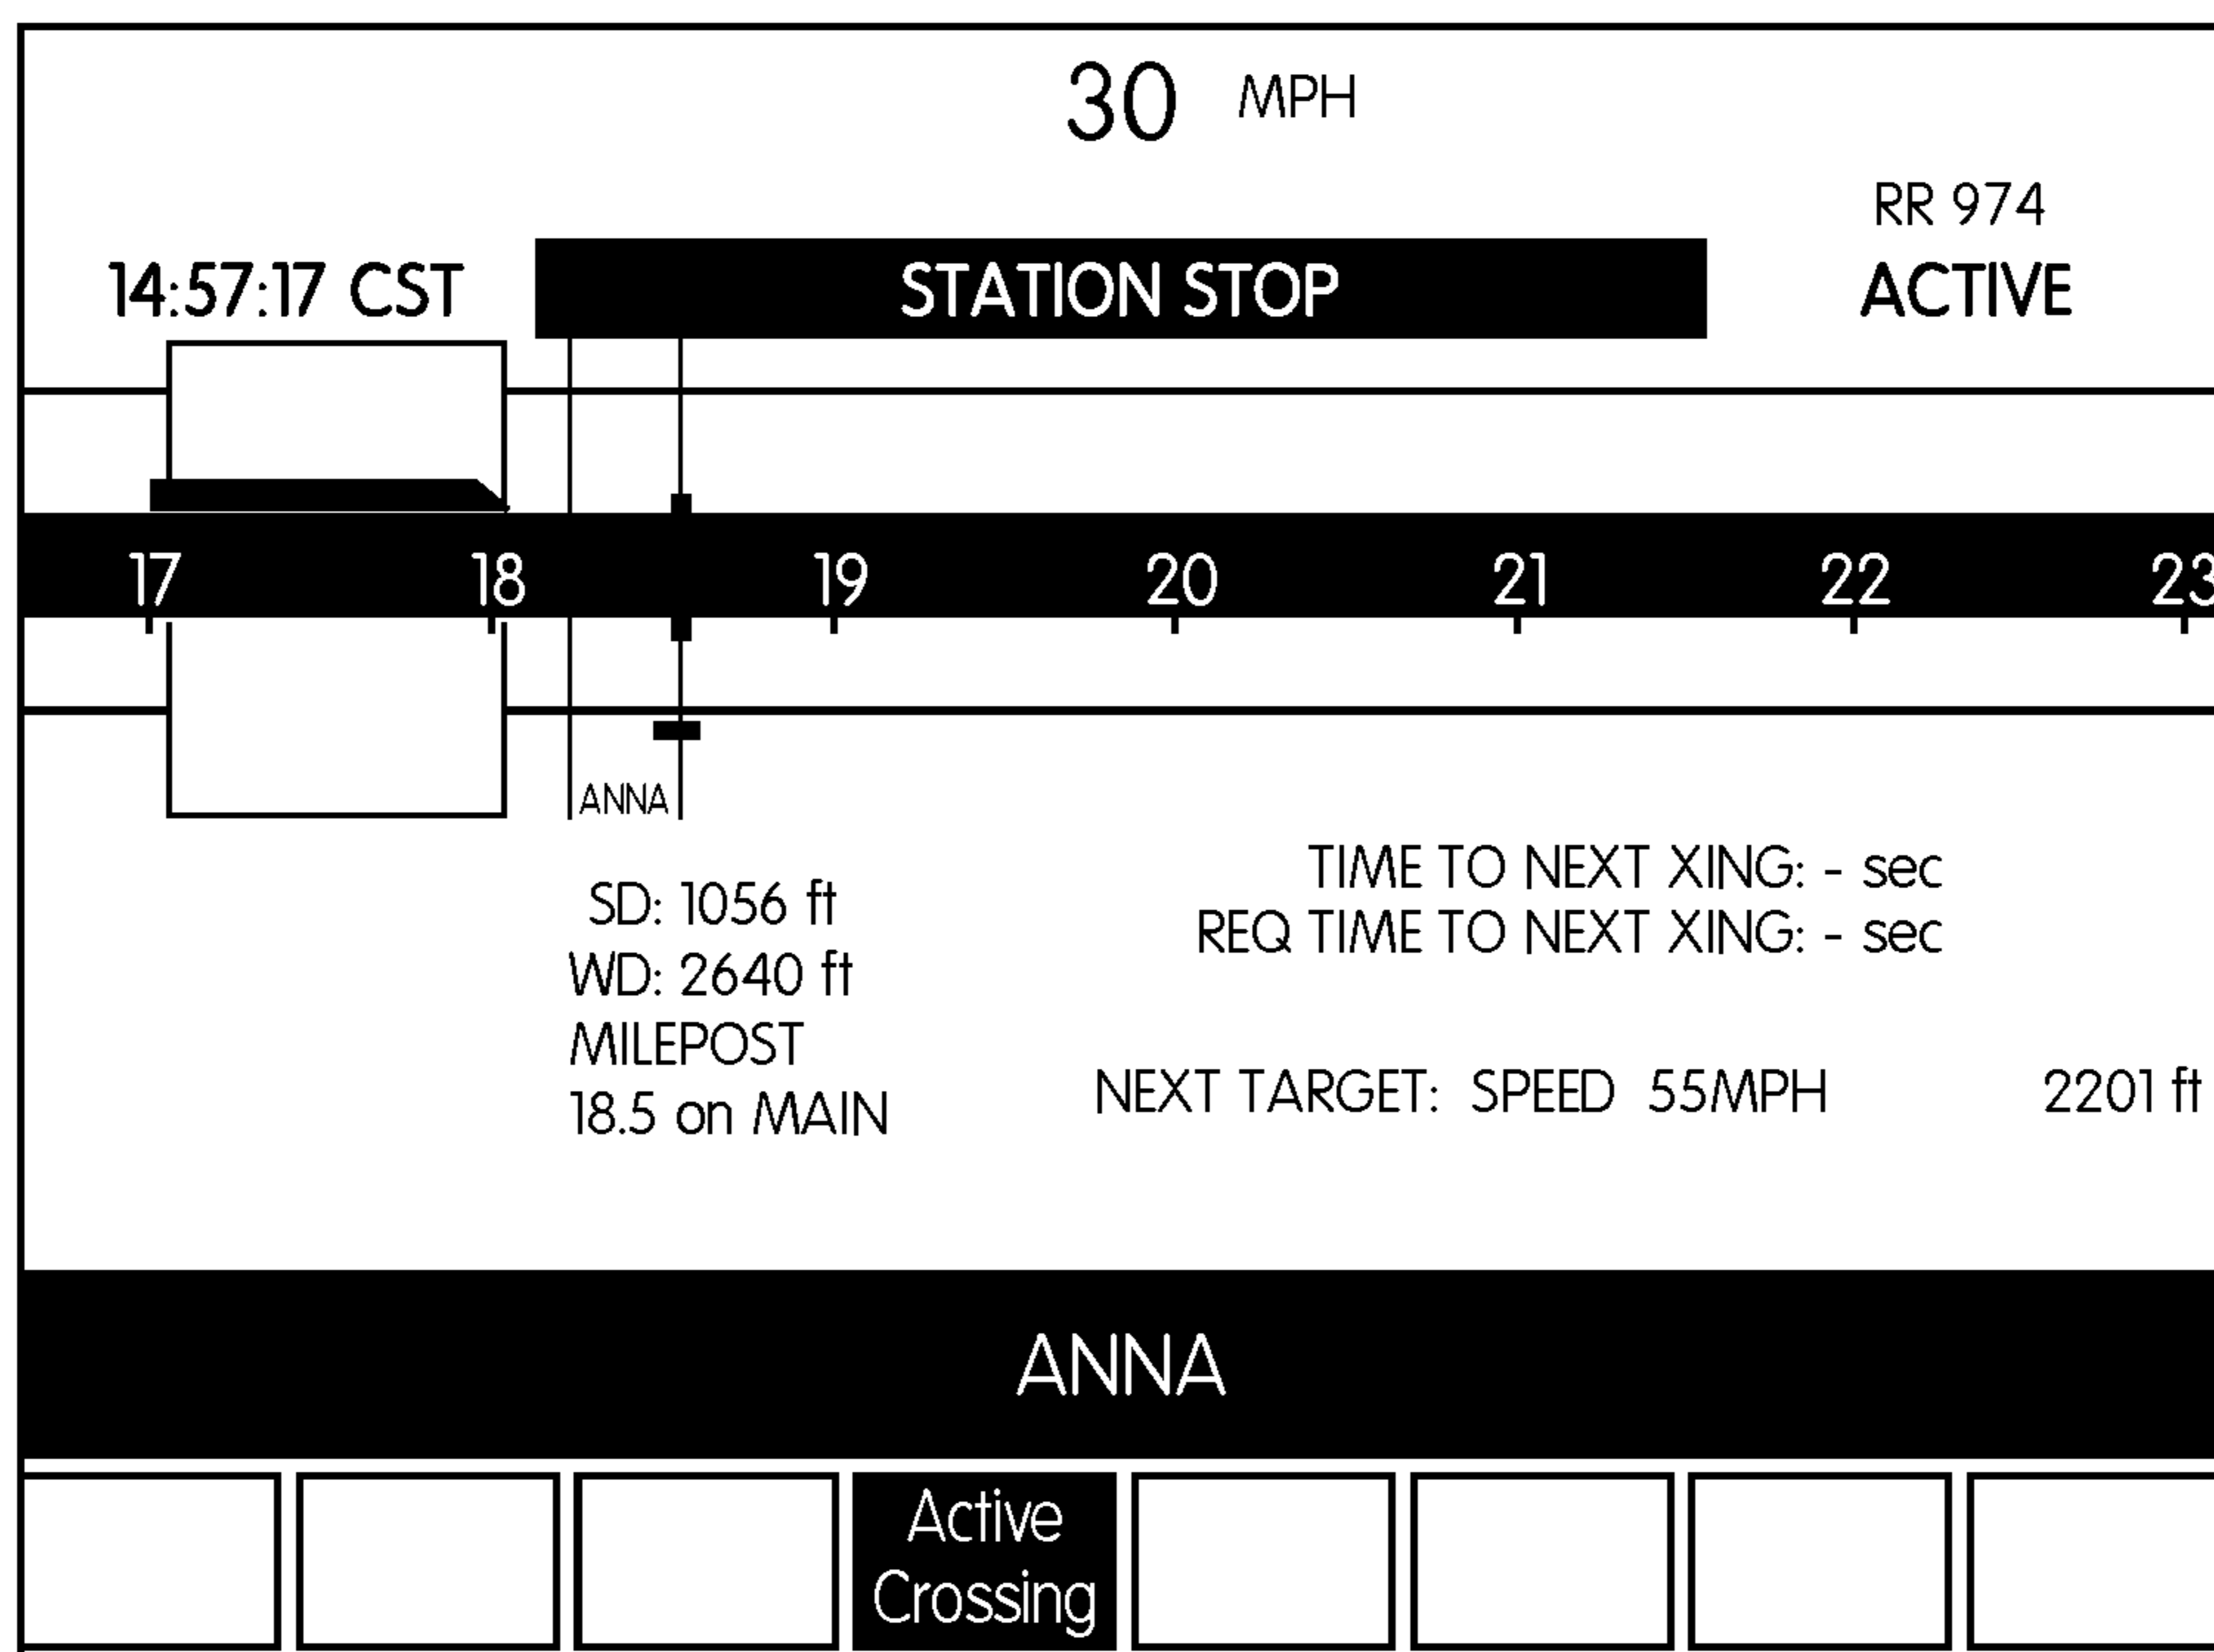 30 MPH
RR 974
14:57:17 CST STATION STOP ACTIVE
17 18 19 20 21 22 23
ANNA
TIME TO NEXT XING: - sec
SD: 1056 ft
REQ TIME TO NEXT XING: - sec
WD: 2640 ft
MILEPOST
NEXT TARGET: SPEED 55MPH 2201 ft
18.5 on MAIN
ANNA
Active
Crossing